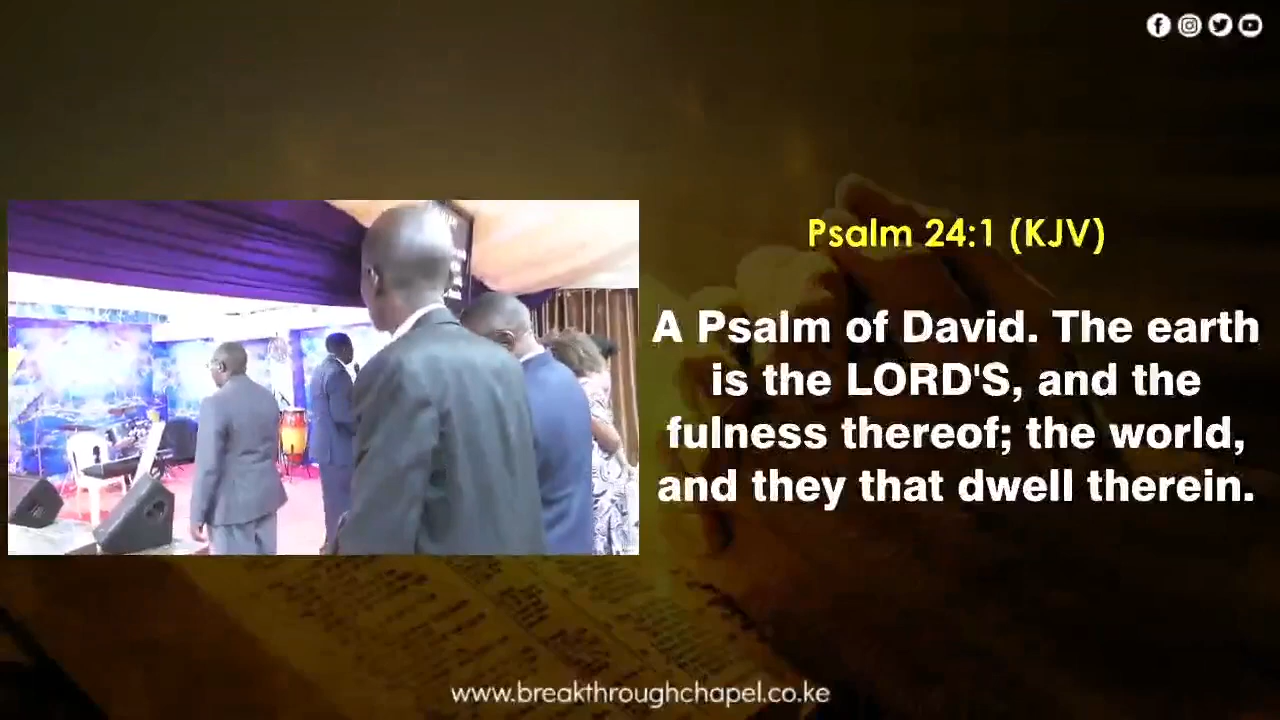 Psalm 24:1 (KJV)
A Psalm of David. The earth
is the LORD'S, and the
fulness thereof; the world,
and they that dwell therein.
www.breakthroughchapel.co.ke